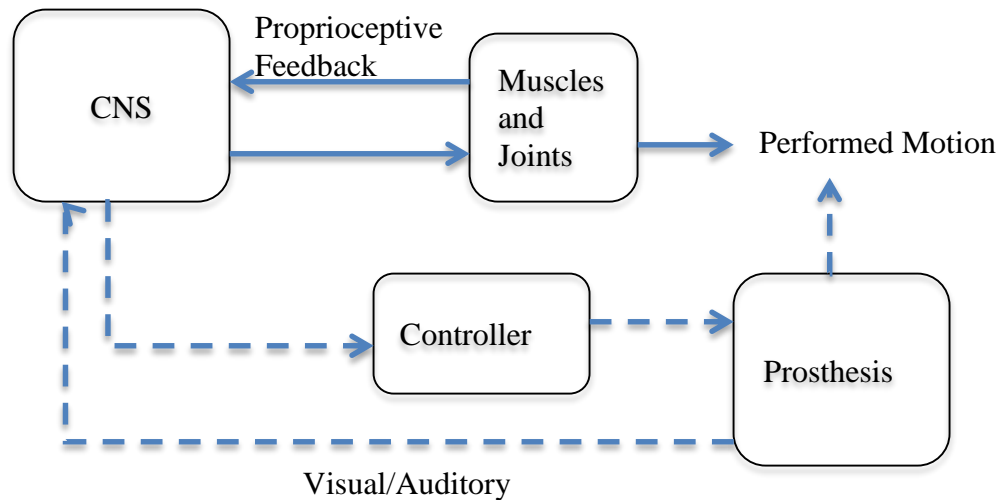 Proprioceptive
Feedback
CNS
Muscles
and
Joints
Performed Motion
Controller
Prosthesis
Visual/Auditory